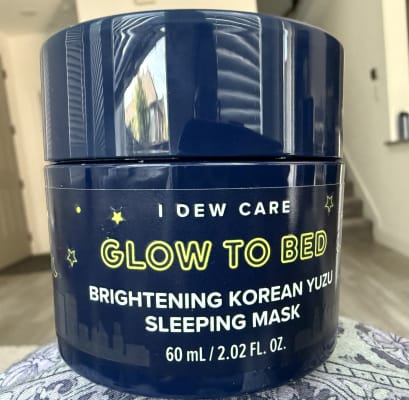 I DEW CARE
GLOW TO BED
BRIGHTENING KOREAN YUZU
SLEEPING MASK
60 mL / 2.02 FL. OZ.